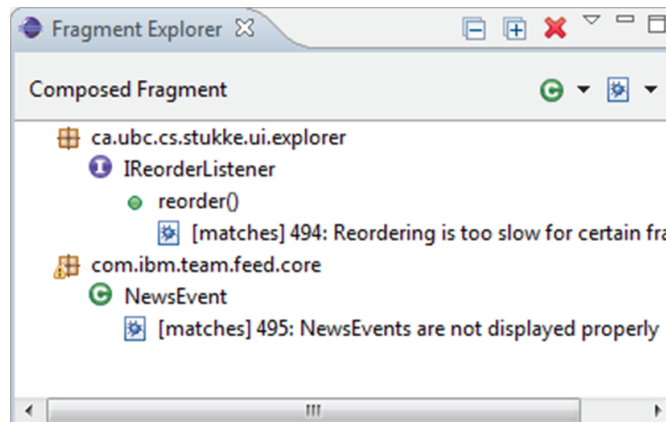 Fragment Explorer
Composed Fragment
ca.ubc.cs.stukke.ui.explorer
IReorderListener
reorder()
[matches] 494: Reordering is too slow for certain fra
com.ibm.team.feed.core
NewsEvent
[matches] 495: NewsEvents are not displayed properly